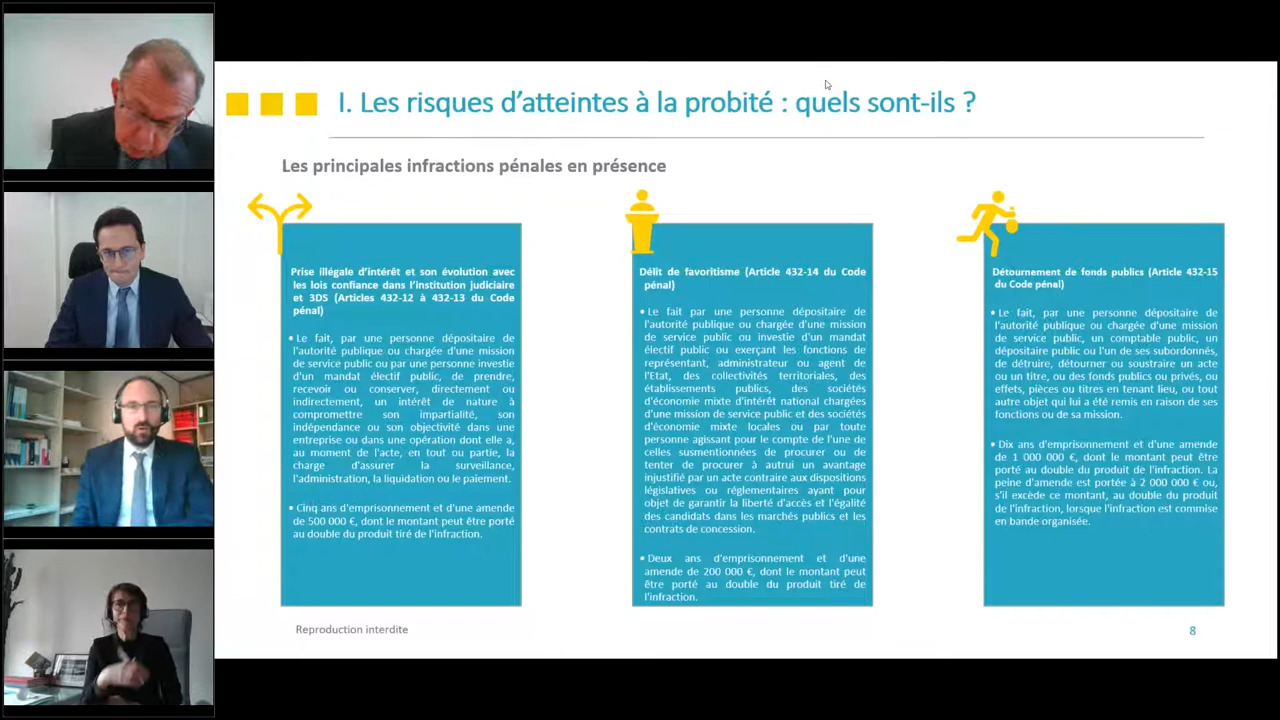 I. Les risques d'atteintes à la probité : quels sont-ils ?
Les principales infractions pénales en présence
Prise illégale d'intérêt et son évolution avec
les lois confiance dans l'institution judiciaire
et 3DS (Articles 432-12 à 432-13 du Code
pénal)
• Le fait, par une personne dépositaire de
l'autorité publique ou chargée d'une mission
de service public ou par une personne investie
d'un mandat électif public, de prendre,
recevoir ou conserver, directement ou
indirectement, un intérêt de nature à
compromettre son impartialité, son
indépendance ou son objectivité dans une
entreprise ou dans une opération dont elle a,
au moment de l'acte, en tout ou partie, la
charge d'assurer la surveillance,
l'administration, la liquidation ou le paiement.
• Cinq ans d'emprisonnement et d'une amende
de 500 000 €, dont le montant peut être porté
au double du produit tiré de l'infraction.
Délit de favoritisme (Article 432-14 du Code
pénal)
• Le fait par une personne dépositaire de
l'autorité publique ou chargée d'une mission
de service public ou investie d'un mandat
électif public ou exerçant les fonctions de
représentant, administrateur ou agent de
l'Etat, des collectivités territoriales, des
établissements publics, des sociétés
d'économie mixte d'intérêt national chargées
d'une mission de service public et des sociétés
d'économie mixte locales ou par toute
personne agissant pour le compte de l'une de
celles susmentionnées de procurer ou de
tenter de procurer à autrui un avantage
injustifié par un acte contraire aux dispositions
législatives ou réglementaires ayant pour
objet de garantir la liberté d'accès et l'égalité
des candidats dans les marchés publics et les
contrats de concession.
• Deux ans d'emprisonnement et d'une
amende de 200 000 €, dont le montant peut
être porté au double du produit tiré de
l'infraction.
Détournement de fonds publics (Article 432-15
du Code pénal)
• Le fait, par une personne dépositaire de
l'autorité publique ou chargée d'une mission
de service public, un comptable public, un
dépositaire public ou l'un de ses subordonnés,
de détruire, détourner ou soustraire un acte
ou un titre, ou des fonds publics ou privés, ou
effets, pièces ou titres en tenant lieu, ou tout
autre objet qui lui a été remis en raison de ses
fonctions ou de sa mission.
• Dix ans d'emprisonnement et d'une amende
de 1 000 000 €, dont le montant peut être
porté au double du produit de l'infraction. La
peine d'amende est portée à 2 000 000 € ou,
s'il excède ce montant, au double du produit
de l'infraction, lorsque l'infraction est commise
en bande organisée.
Reproduction interdite
8